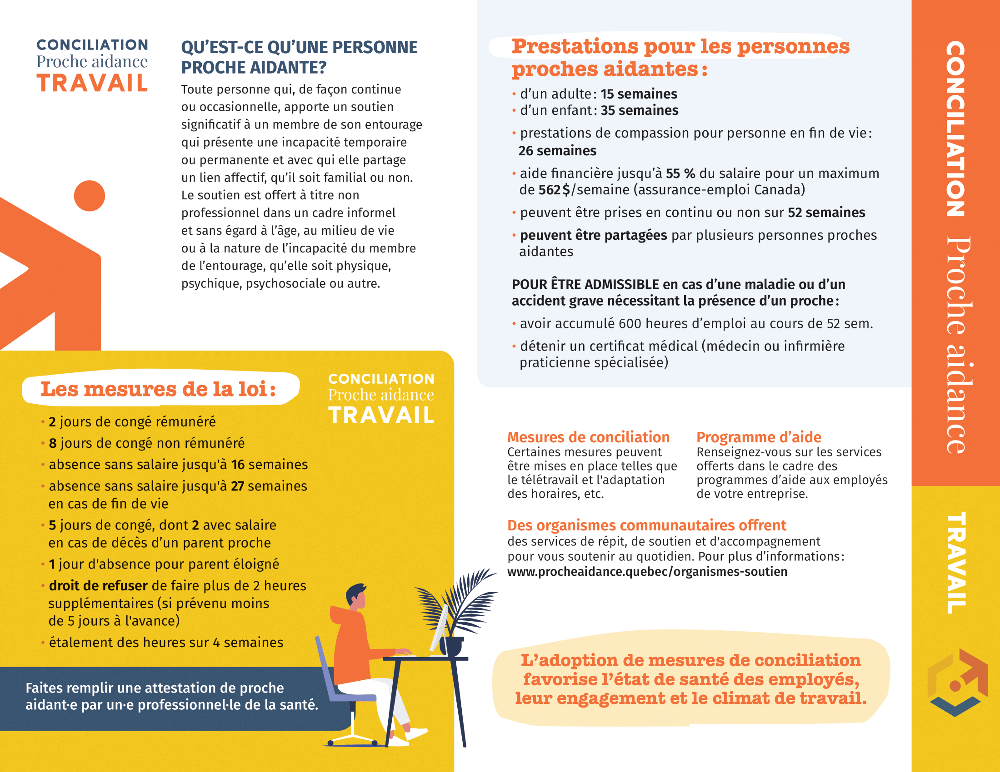 CONCILIATION
Proche aidance
TRAVAIL
QU’EST-CE QU’UNE PERSONNE
PROCHE AIDANTE?
Toute personne qui, de façon continue
ou occasionnelle, apporte un soutien
significatif à un membre de son entourage
qui présente une incapacité temporaire
ou permanente et avec qui elle partage
un lien affectif, qu’il soit familial ou non.
Le soutien est offert à titre non
professionnel dans un cadre informel
et sans égard à l’âge, au milieu de vie
ou à la nature de l’incapacité du membre
de l’entourage, qu’elle soit physique,
psychique, psychosociale ou autre.
Les mesures de la loi :
CONCILIATION
Proche aidance
TRAVAIL
• 2 jours de congé rémunéré
• 8 jours de congé non rémunéré
• absence sans salaire jusqu'à 16 semaines
• absence sans salaire jusqu'à 27 semaines
en cas de fin de vie
• 5 jours de congé, dont 2 avec salaire
en cas de décès d’un parent proche
• 1 jour d'absence pour parent éloigné
• droit de refuser de faire plus de 2 heures
supplémentaires (si prévenu moins
de 5 jours à l'avance)
• étalement des heures sur 4 semaines
Faites remplir une attestation de proche
aidant·e par un·e professionnel·le de la santé.
Prestations pour les personnes
proches aidantes :
• d’un adulte : 15 semaines
• d’un enfant : 35 semaines
• prestations de compassion pour personne en fin de vie :
26 semaines
• aide financière jusqu’à 55 % du salaire pour un maximum
de 562 $/semaine (assurance-emploi Canada)
• peuvent être prises en continu ou non sur 52 semaines
• peuvent être partagées par plusieurs personnes proches
aidantes
POUR ÊTRE ADMISSIBLE en cas d’une maladie ou d’un
accident grave nécessitant la présence d’un proche :
• avoir accumulé 600 heures d’emploi au cours de 52 sem.
• détenir un certificat médical (médecin ou infirmière
praticienne spécialisée)
Mesures de conciliation
Certaines mesures peuvent
être mises en place telles que
le télétravail et l'adaptation
des horaires, etc.
Programme d’aide
Renseignez-vous sur les services
offerts dans le cadre des
programmes d’aide aux employés
de votre entreprise.
Des organismes communautaires offrent
des services de répit, de soutien et d'accompagnement
pour vous soutenir au quotidien. Pour plus d’informations :
www.procheaidance.quebec/organismes-soutien
L’adoption de mesures de conciliation
favorise l’état de santé des employés,
leur engagement et le climat de travail.
CONCILIATION Proche aidance TRAVAIL